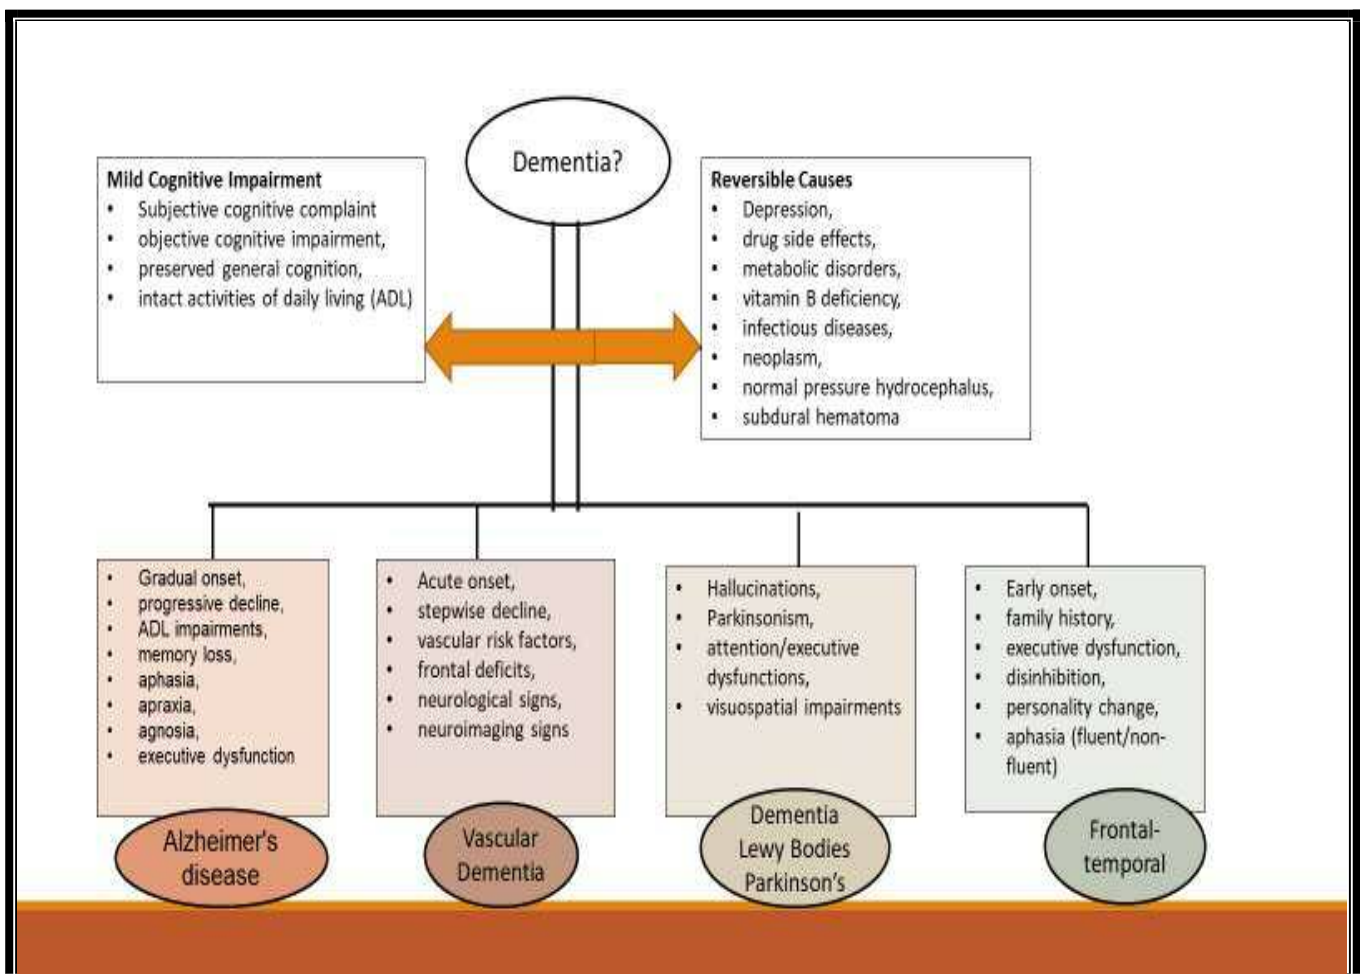 Dementia?
Mild Cognitive Impairment
• Subjective cognitive complaint
• objective cognitive impairment,
• preserved general cognition,
• intact activities of daily living (ADL)
Reversible Causes
• Depression,
• drug side effects,
• metabolic disorders,
• vitamin B deficiency,
• infectious diseases,
• neoplasm,
• normal pressure hydrocephalus,
• subdural hematoma
• Gradual onset,
• progressive decline,
• ADL impairments,
• memory loss,
• aphasia,
• apraxia,
• agnosia,
• executive dysfunction
Alzheimer's
disease
• Acute onset,
• stepwise decline,
• vascular risk factors,
• frontal deficits,
• neurological signs,
• neuroimaging signs
Vascular
Dementia
• Hallucinations,
• Parkinsonism,
• attention/executive
dysfunctions,
• visuospatial impairments
Dementia
Lewy Bodies
Parkinson's
• Early onset,
• family history,
• executive dysfunction,
• disinhibition,
• personality change,
• aphasia (fluent/non-
fluent)
Frontal-
temporal